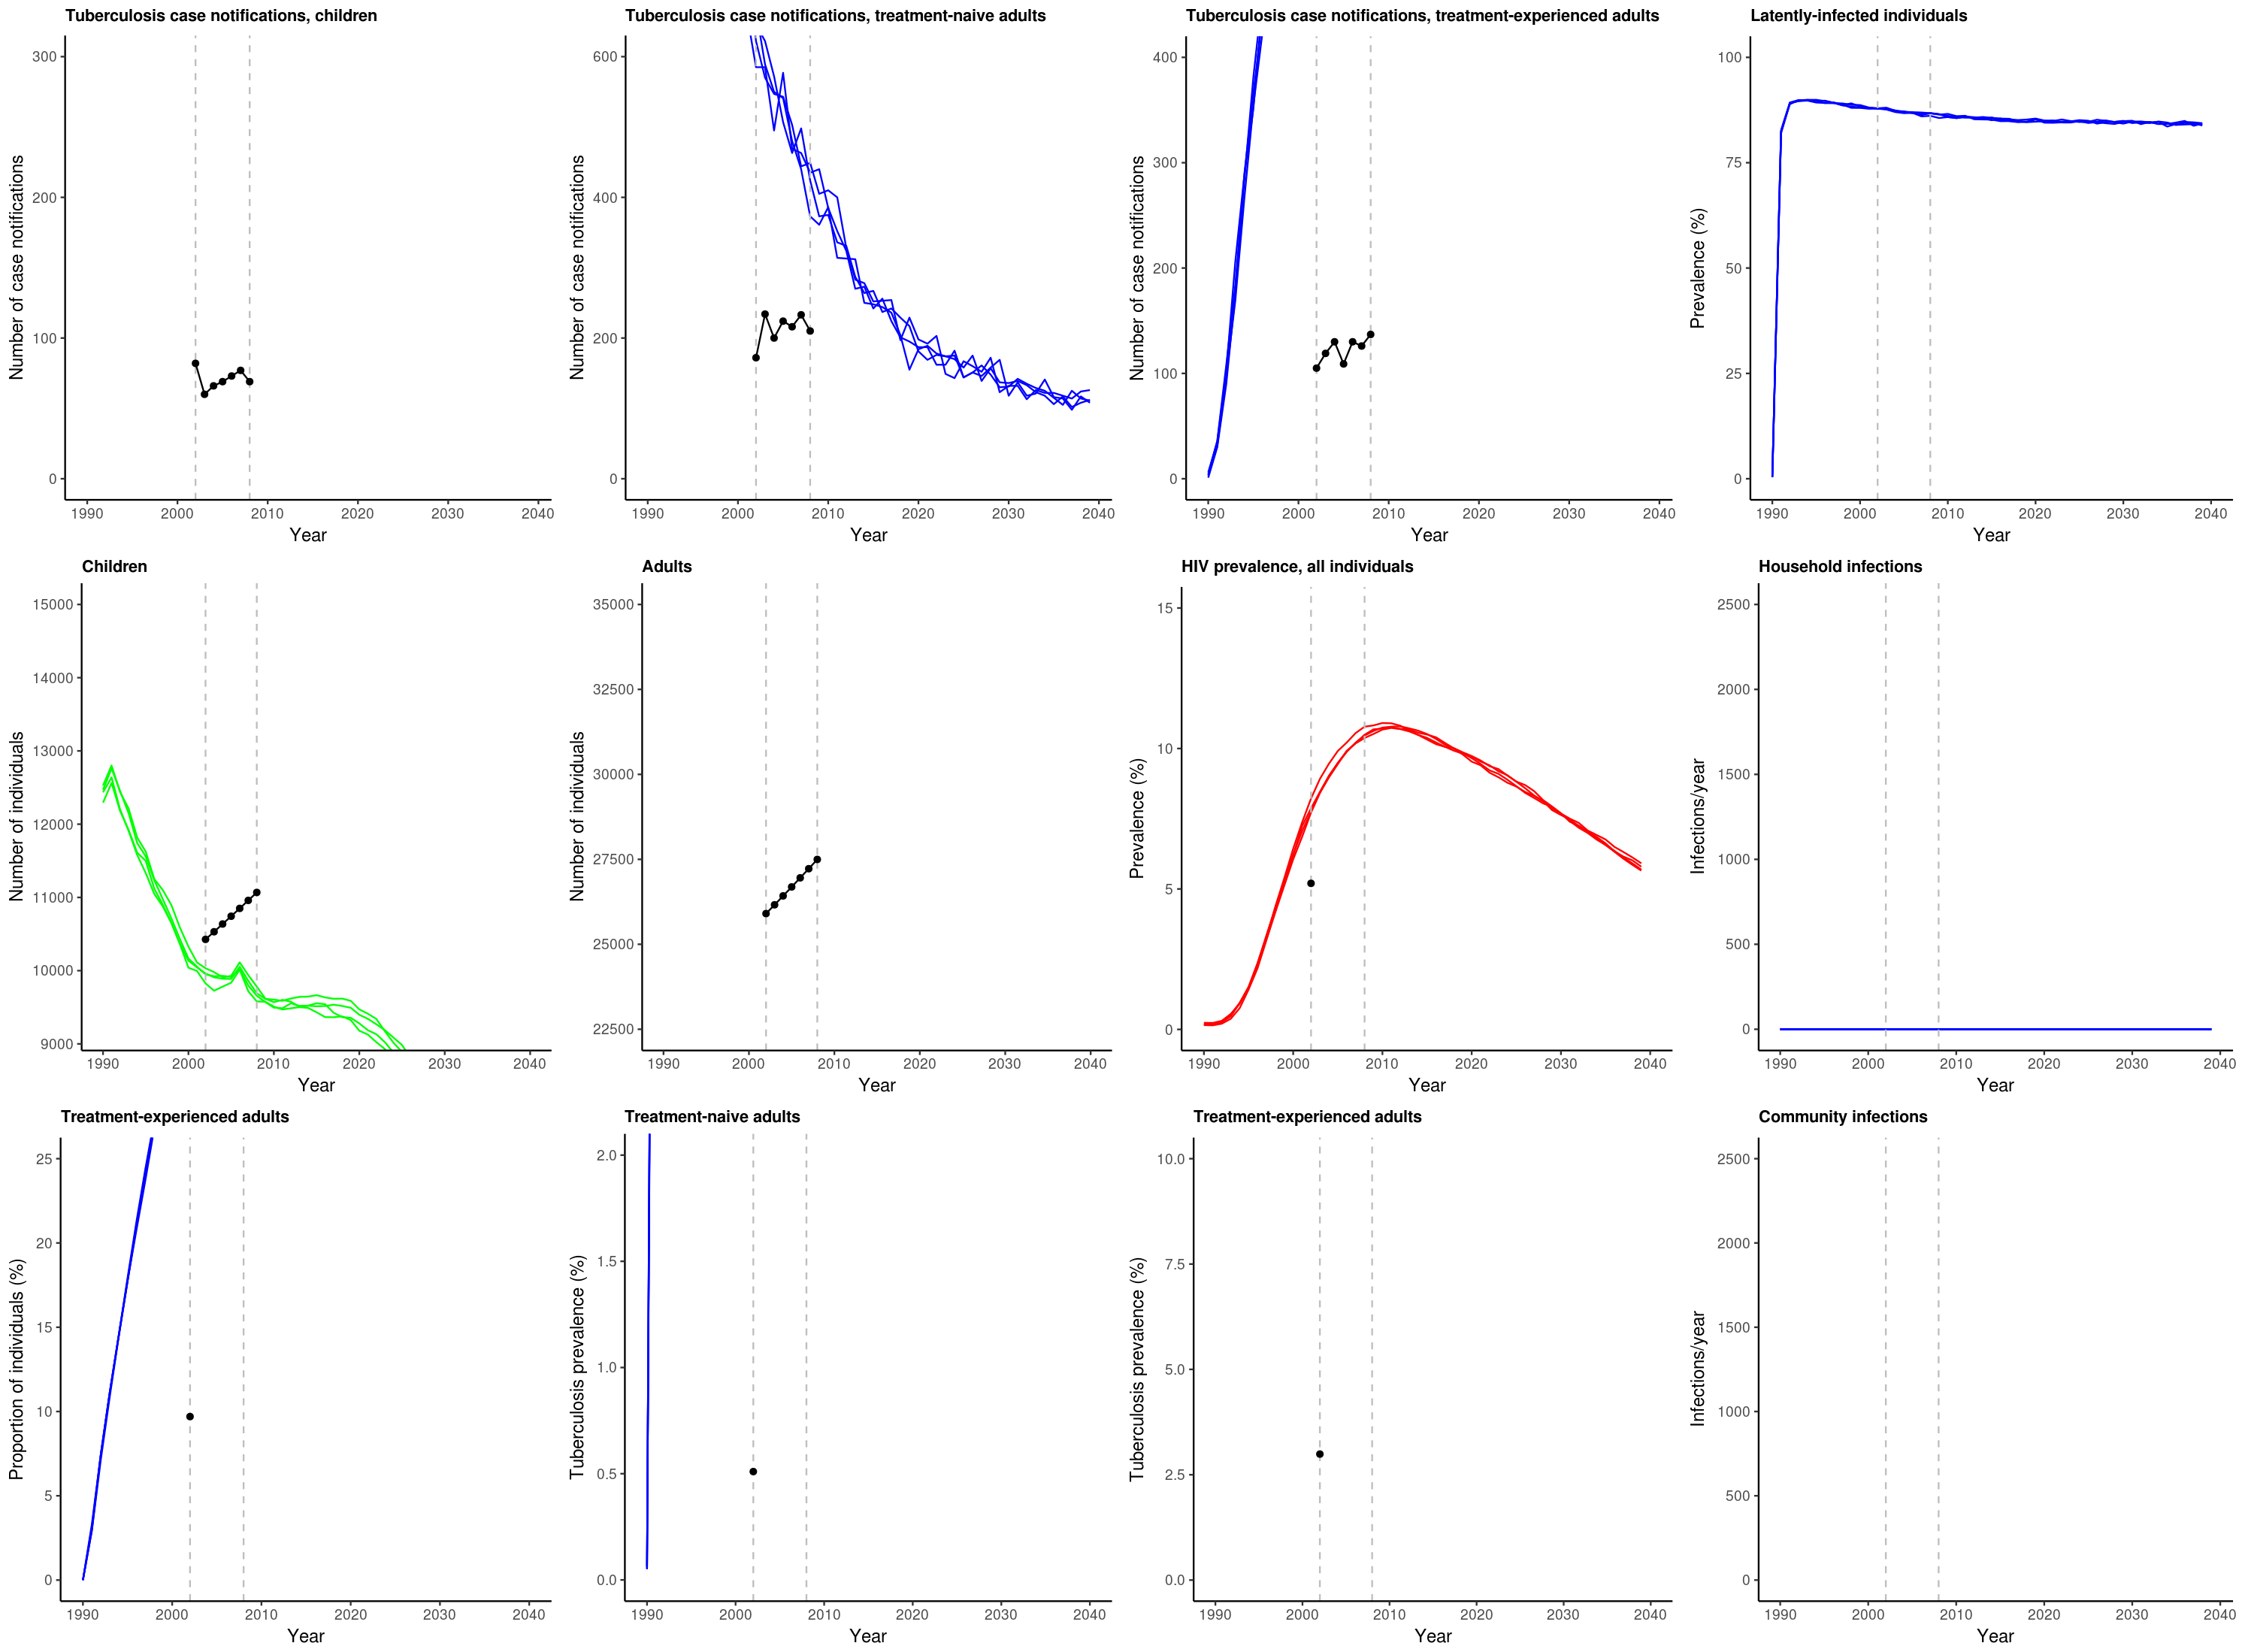 Tuberculosis case notifications, children
Number of case notifications
300
200
100
0
1990 2000 2010 2020 2030 2040
Year
Tuberculosis case notifications, treatment-naive adults
Number of case notifications
600
400
200
0
1990 2000 2010 2020 2030 2040
Year
Tuberculosis case notifications, treatment-experienced adults
Number of case notifications
400
300
200
100
0
1990 2000 2010 2020 2030 2040
Year
Latently-infected individuals
Prevalence (%)
100
75
50
25
0
1990 2000 2010 2020 2030 2040
Year
Children
Number of individuals
15000
14000
13000
12000
11000
10000
9000
1990 2000 2010 2020 2030 2040
Year
Adults
Number of individuals
35000
32500
30000
27500
25000
22500
1990 2000 2010 2020 2030 2040
Year
HIV prevalence, all individuals
Prevalence (%)
15
10
5
0
1990 2000 2010 2020 2030 2040
Year
Household infections
Infections/year
2500
2000
1500
1000
500
0
1990 2000 2010 2020 2030 2040
Year
Treatment-experienced adults
Proportion of individuals (%)
25
20
15
10
5
0
1990 2000 2010 2020 2030 2040
Year
Treatment-naive adults
Tuberculosis prevalence (%)
2.0
1.5
1.0
0.5
0.0
1990 2000 2010 2020 2030 2040
Year
Treatment-experienced adults
Tuberculosis prevalence (%)
10.0
7.5
5.0
2.5
0.0
1990 2000 2010 2020 2030 2040
Year
Community infections
Infections/year
2500
2000
1500
1000
500
0
1990 2000 2010 2020 2030 2040
Year